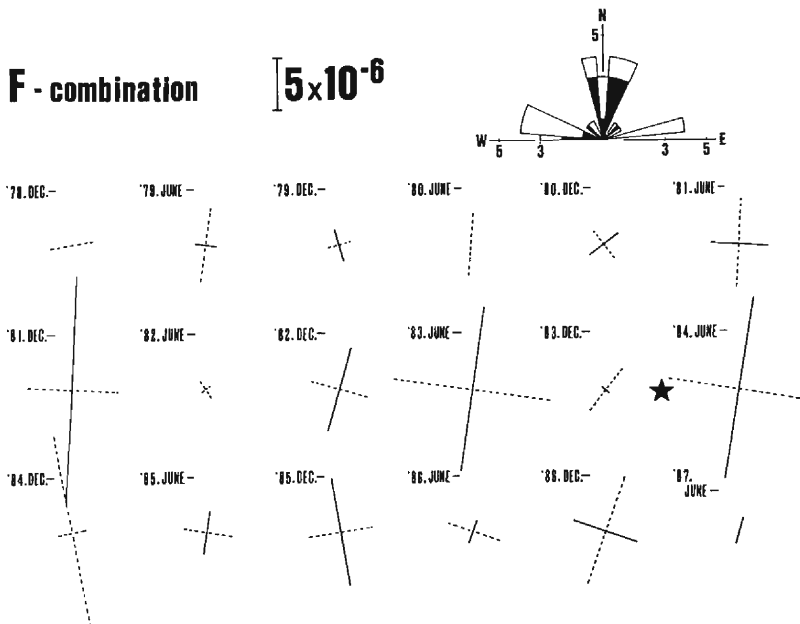 N
5
F - combination
5×10-6
W 5 3 3 5 E
'78.DEC.— '79.JUNE— '79.DEC.— '80.JUNE— '80.DEC.— '81.JUNE—
'81.DEC.— '82.JUNE— '82.DEC.— '83.JUNE— '83.DEC.— '84.JUNE—
'84.DEC.— '85.JUNE— '85.DEC.— '86.JUNE— '86.DEC.— '87.
JUNE—